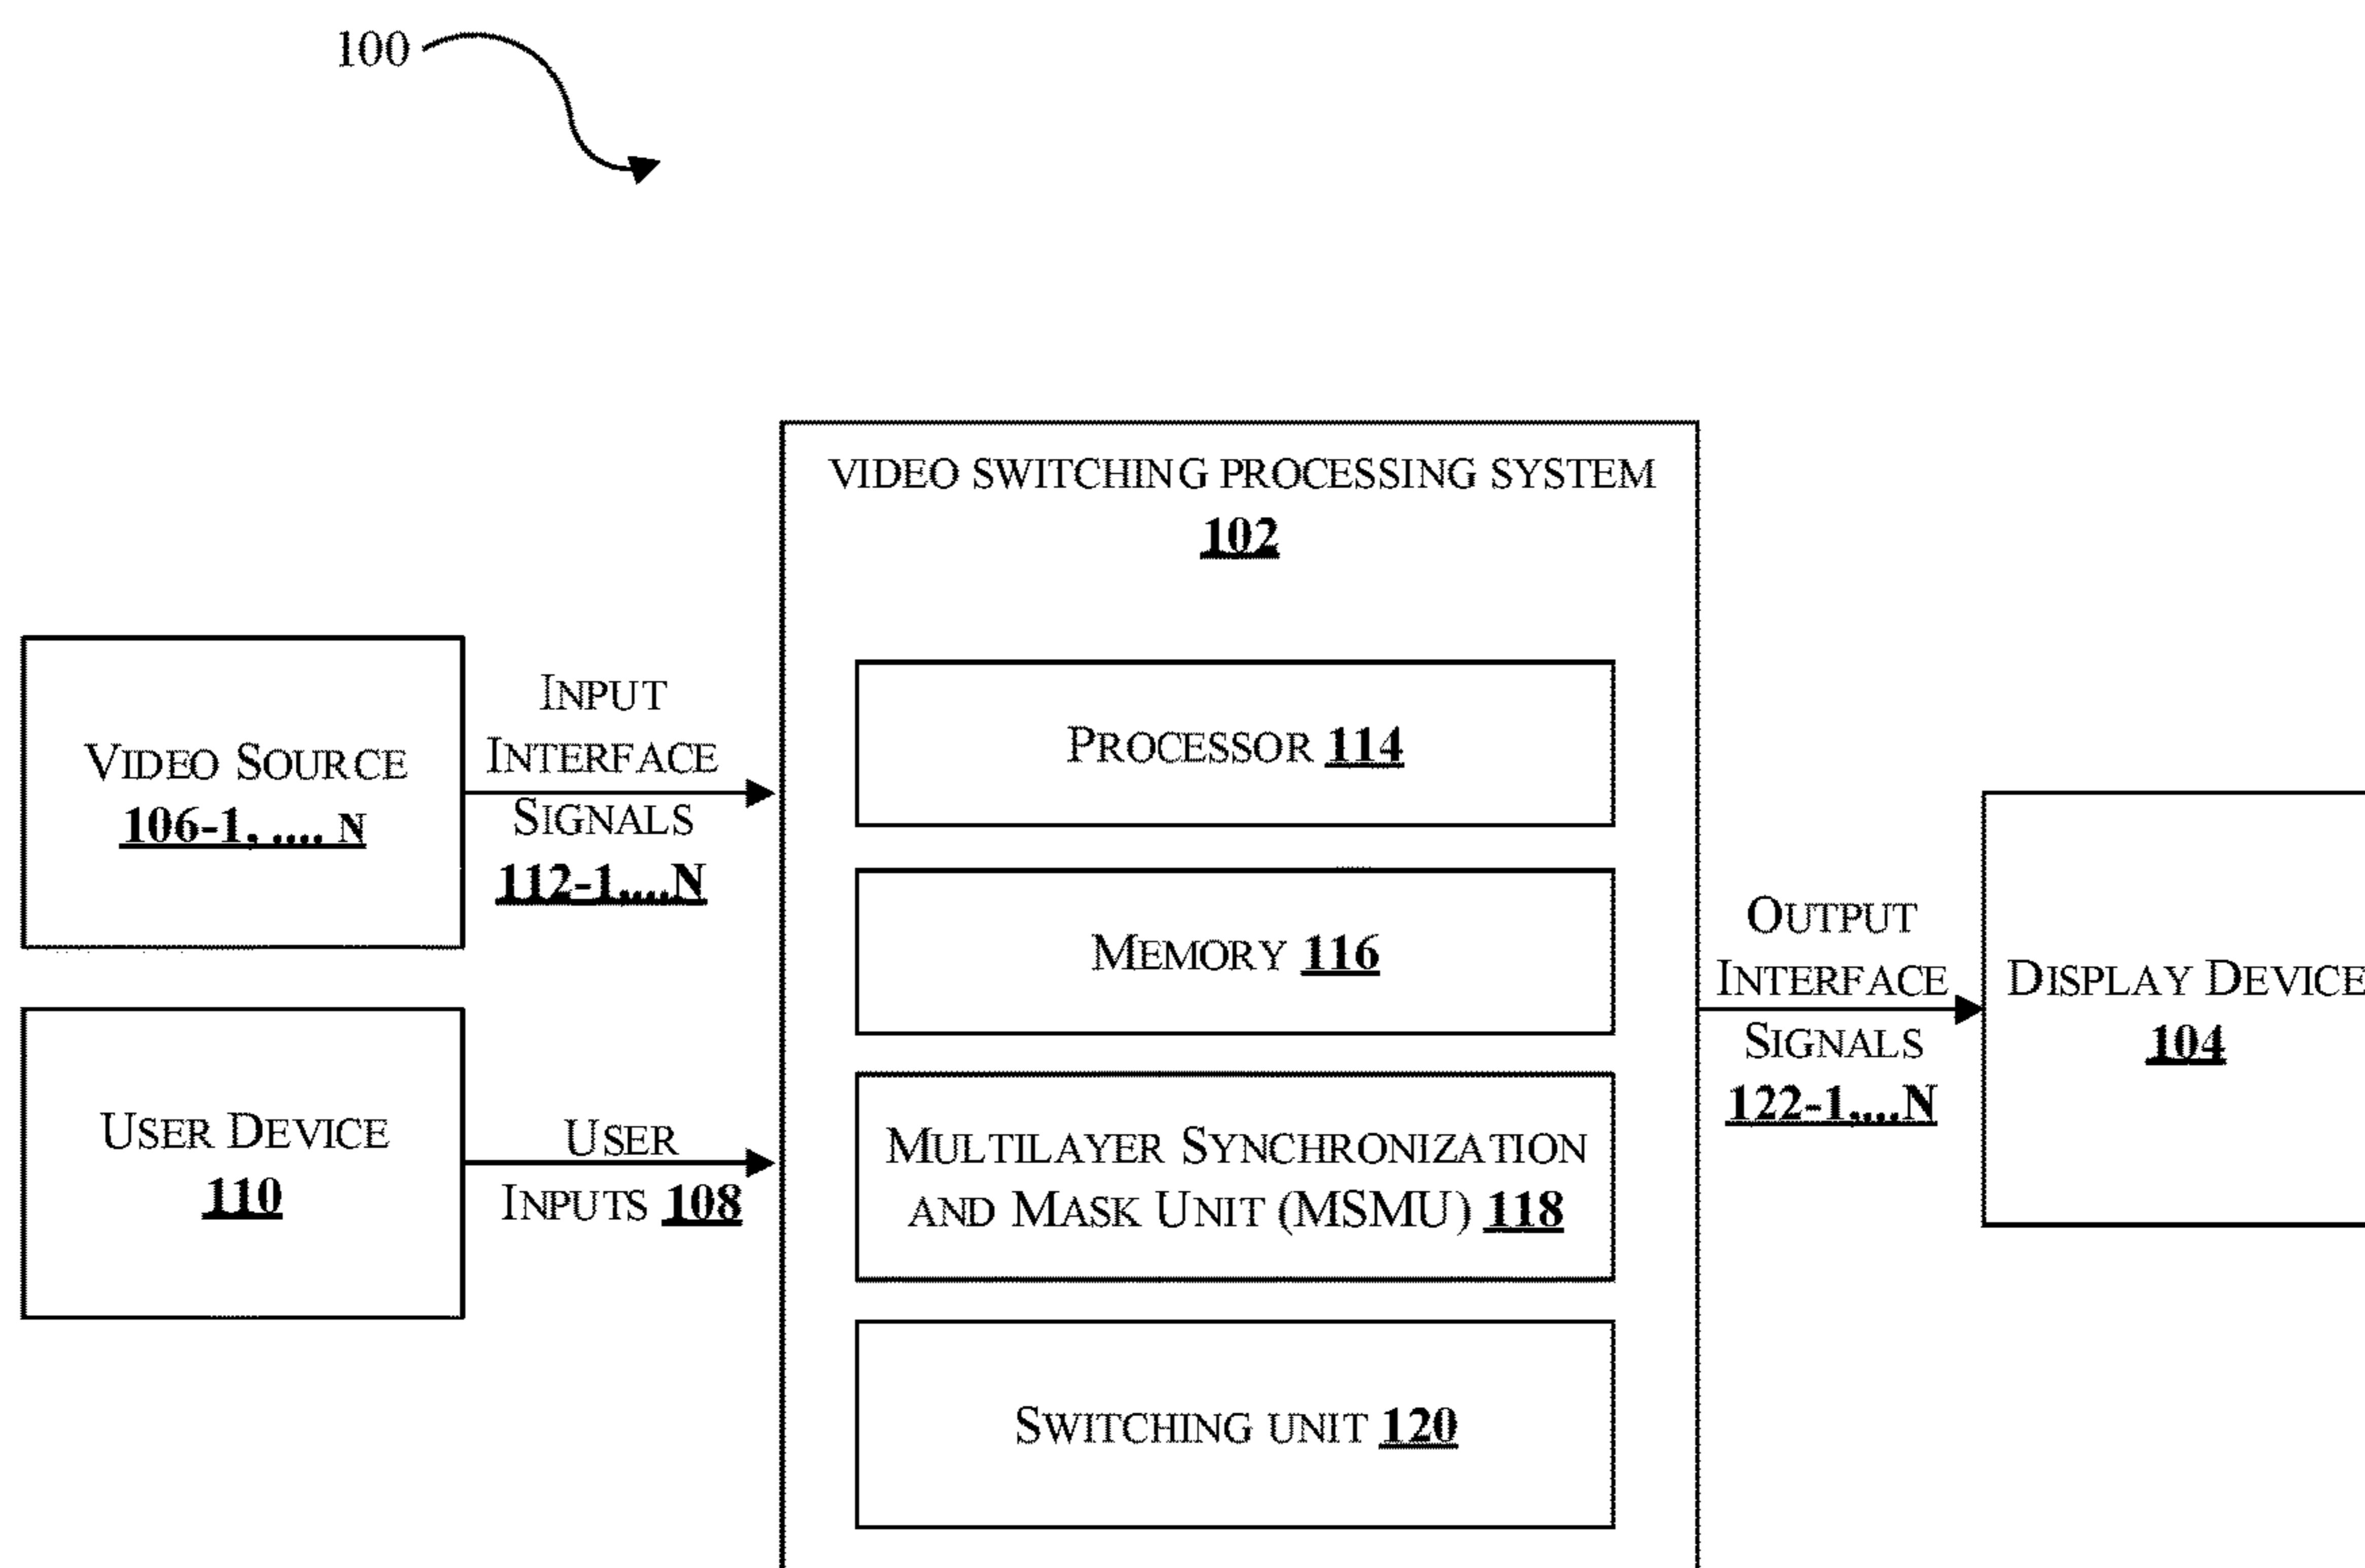 100
VIDEO SWITCHING PROCESSING SYSTEM
102
VIDEO SOURCE
106-1, .... N
INPUT
INTERFACE
SIGNALS
112-1,...N
USER DEVICE
110
USER
INPUTS 108
PROCESSOR 114
MEMORY 116
MULTILAYER SYNCHRONIZATION
AND MASK UNIT (MSMU) 118
SWITCHING UNIT 120
OUTPUT
INTERFACE
SIGNALS
122-1,...N
DISPLAY DEVICE
104